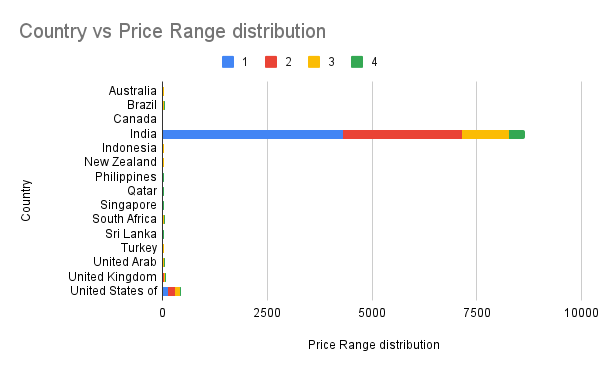 Country vs Price Range distribution
1 2 3 4
Australia
Brazil
Canada
India
Indonesia
New Zealand
Philippines
Qatar
Singapore
South Africa
Sri Lanka
Turkey
United Arab
United Kingdom
United States of
Country
0 2500 5000 7500 10000
Price Range distribution